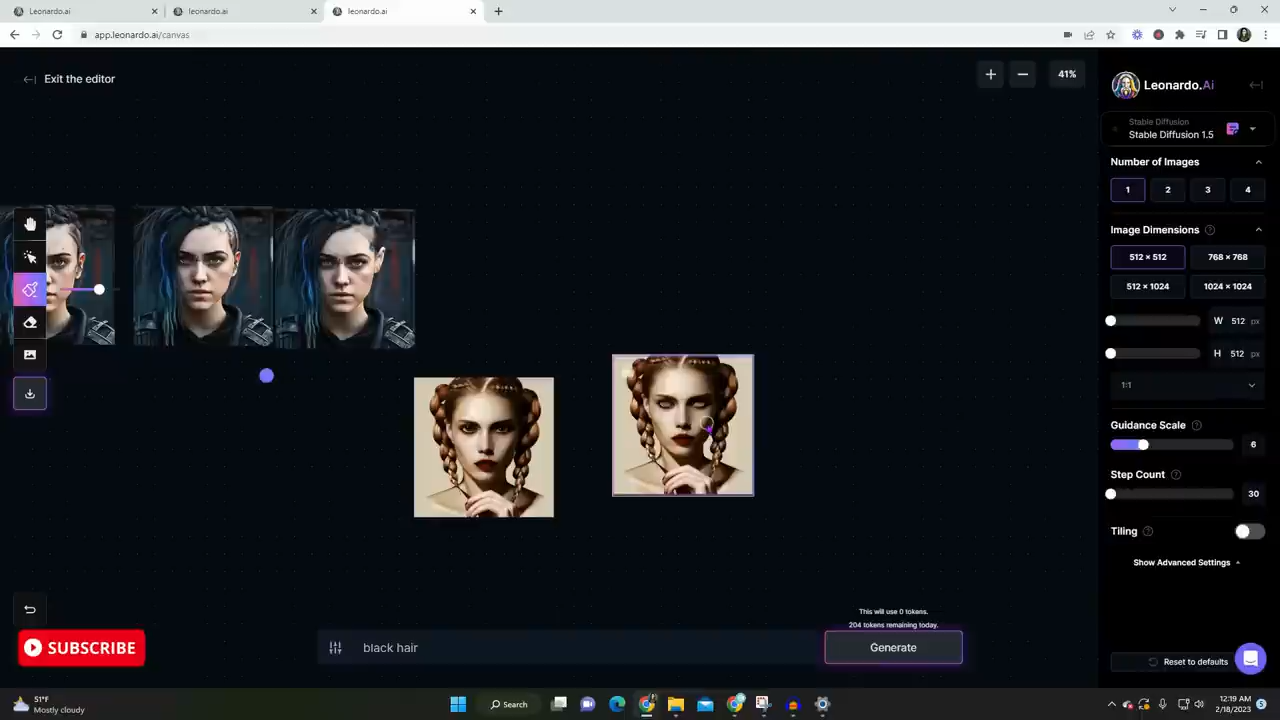 Leonardo.ai
leonardo.ai
leonardo.ai
app.leonardo.ai/canvas
Exit the editor
41%
Leonardo.Ai
Stable Diffusion
Stable Diffusion 1.5
Number of Images
1 2 3 4
Image Dimensions
512 × 512 768 × 768
512 × 1024 1024 × 1024
W 512 px
H 512 px
1:1
Guidance Scale
6
Step Count
30
Tiling
Show Advanced Settings
This will use 0 tokens.
204 tokens remaining today.
black hair
Generate
SUBSCRIBE
Reset to defaults
51°F
Mostly cloudy
Search
12:19 AM
2/18/2023
5